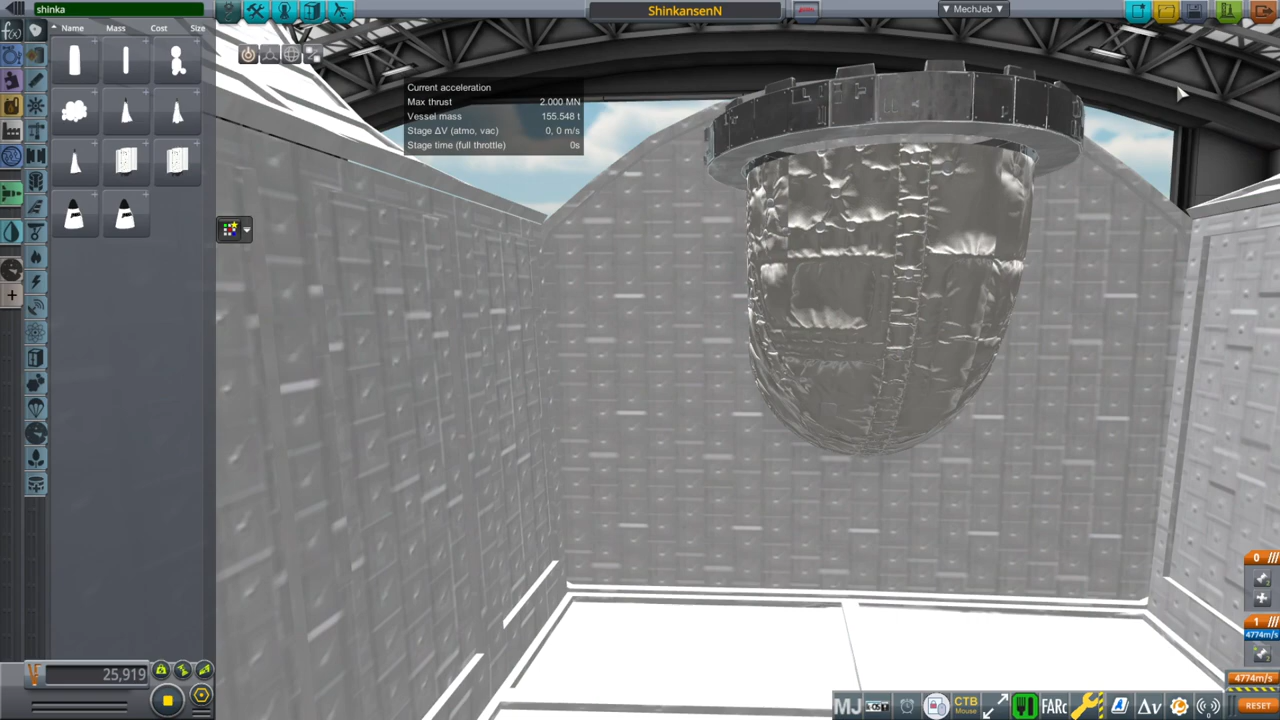 shinka
ShinkansenN
▼ MechJeb ▼
Name Mass Cost Size
f(x)
Current acceleration
Max thrust 2.000 MN
Vessel mass 155.548 t
Stage ΔV (atmo, vac) 0, 0 m/s
Stage time (full throttle) 0s
0
1
4774m/s
25,919
4774m/s
MJ
CTB
Mouse
FARc
Δv
RESET